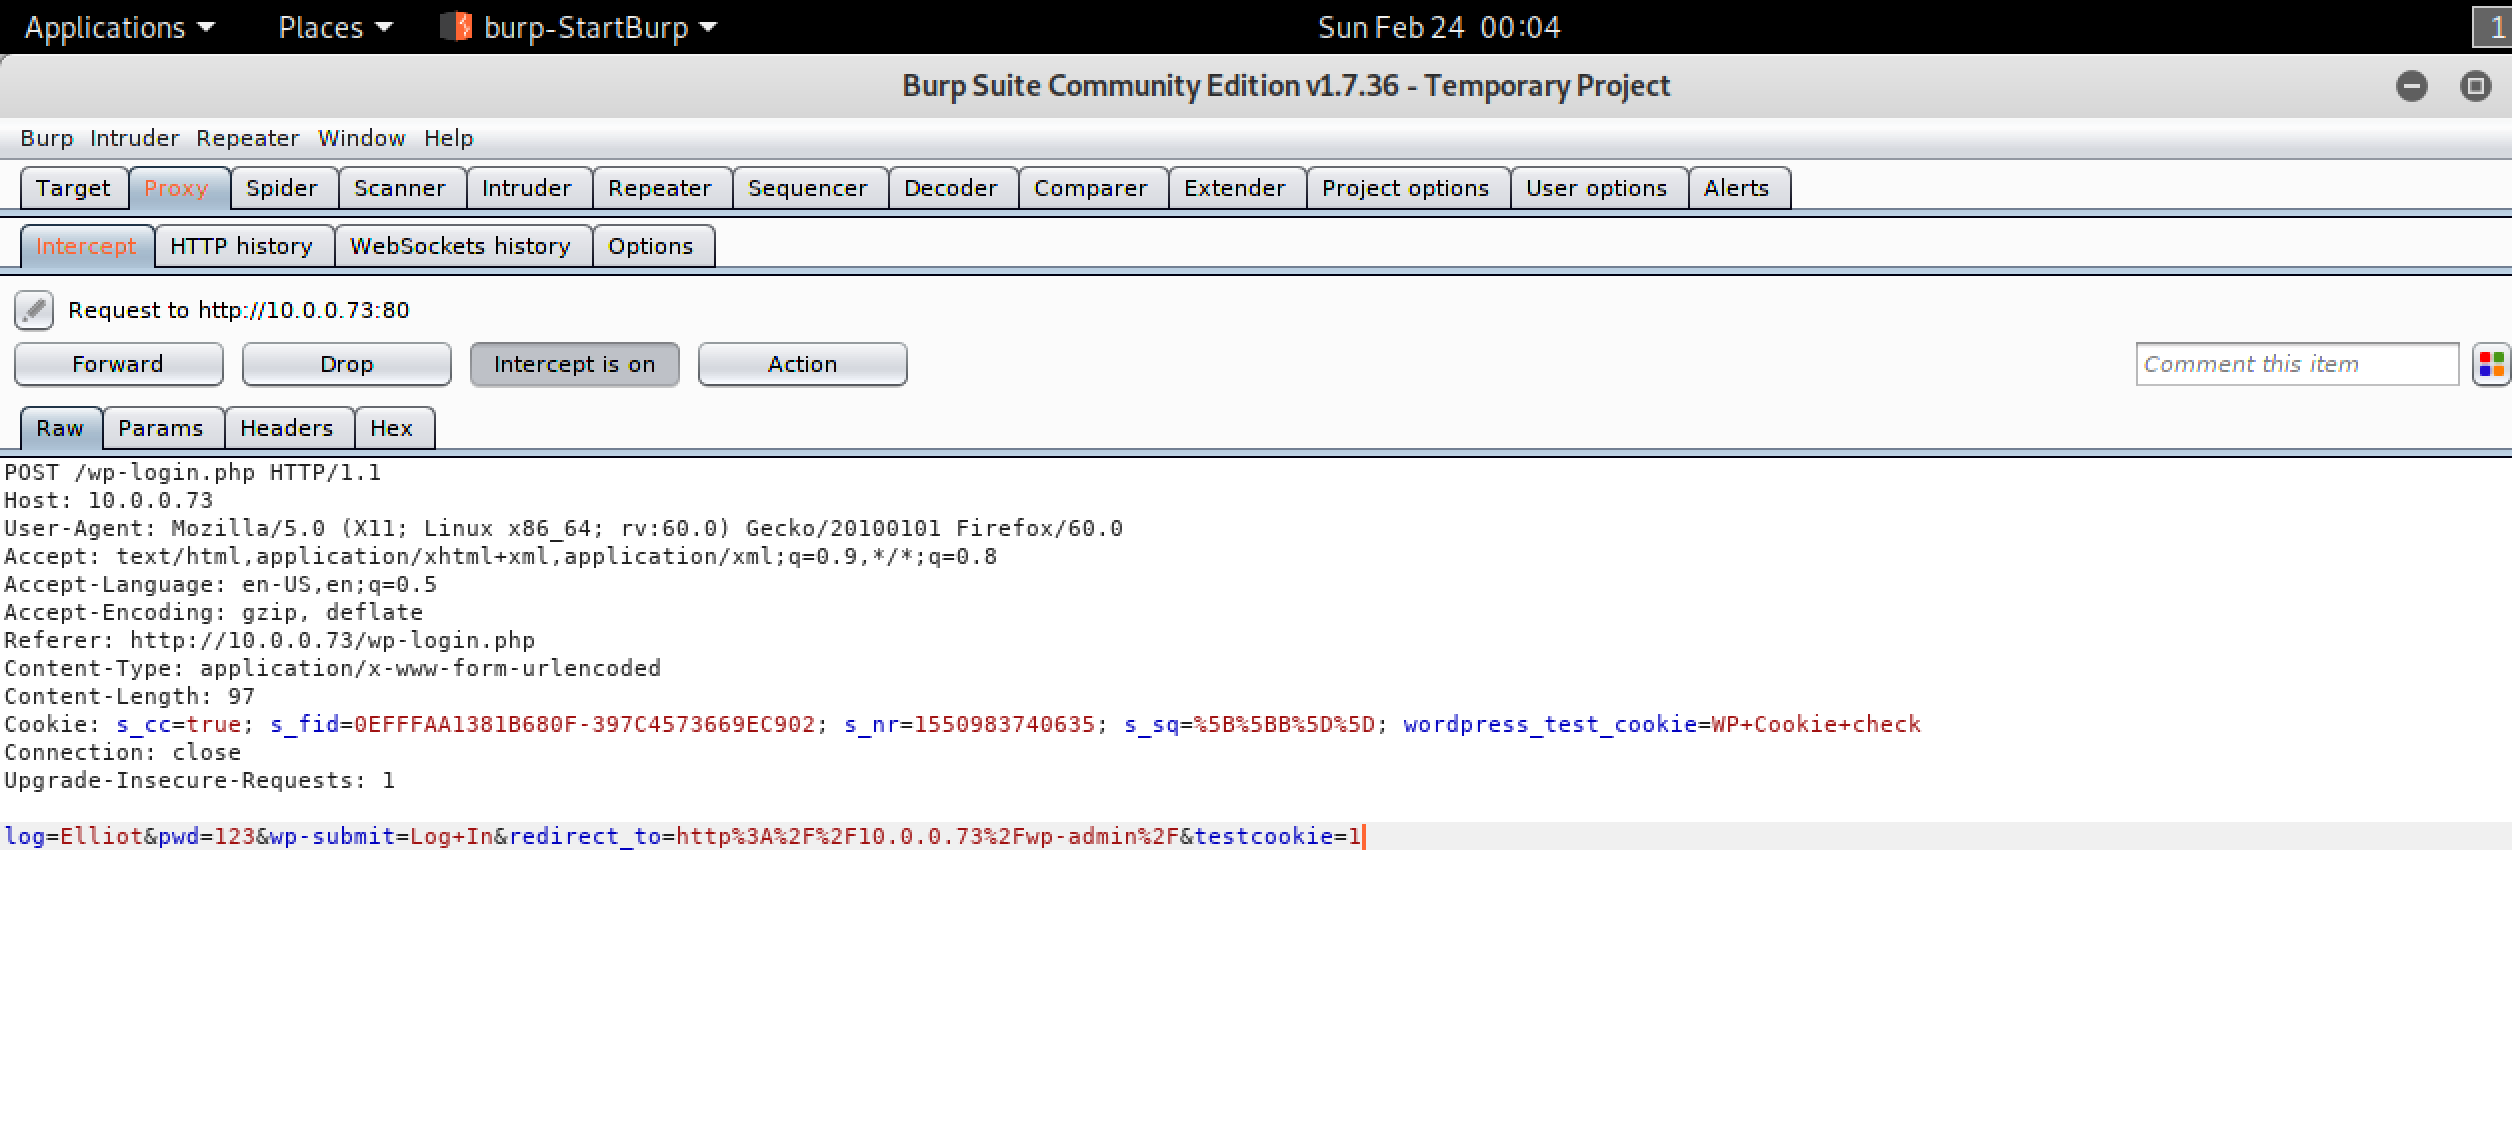 Applications Places burp-StartBurp Sun Feb 24 00:04 1
Burp Suite Community Edition v1.7.36 - Temporary Project
Burp Intruder Repeater Window Help
Target Proxy Spider Scanner Intruder Repeater Sequencer Decoder Comparer Extender Project options User options Alerts
Intercept HTTP history WebSockets history Options
Request to http://10.0.0.73:80
Forward Drop Intercept is on Action Comment this item
Raw Params Headers Hex
POST /wp-login.php HTTP/1.1
Host: 10.0.0.73
User-Agent: Mozilla/5.0 (X11; Linux x86_64; rv:60.0) Gecko/20100101 Firefox/60.0
Accept: text/html,application/xhtml+xml,application/xml;q=0.9,*/*;q=0.8
Accept-Language: en-US,en;q=0.5
Accept-Encoding: gzip, deflate
Referer: http://10.0.0.73/wp-login.php
Content-Type: application/x-www-form-urlencoded
Content-Length: 97
Cookie: s_cc=true; s_fid=0EFFFAA1381B680F-397C4573669EC902; s_nr=1550983740635; s_sq=%5B%5BB%5D%5D; wordpress_test_cookie=WP+Cookie+check
Connection: close
Upgrade-Insecure-Requests: 1
log=Elliot&pwd=123&wp-submit=Log+In&redirect_to=http%3A%2F%2F10.0.0.73%2Fwp-admin%2F&testcookie=1